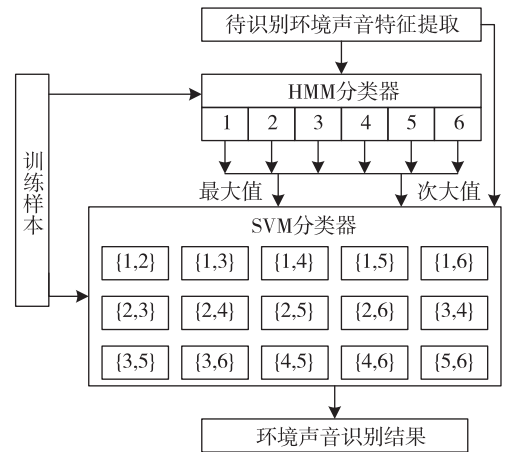 待识别环境声音特征提取
HMM分类器
1 2 3 4 5 6
训练样本
最大值 次大值
SVM分类器
{1,2} {1,3} {1,4} {1,5} {1,6}
{2,3} {2,4} {2,5} {2,6} {3,4}
{3,5} {3,6} {4,5} {4,6} {5,6}
环境声音识别结果